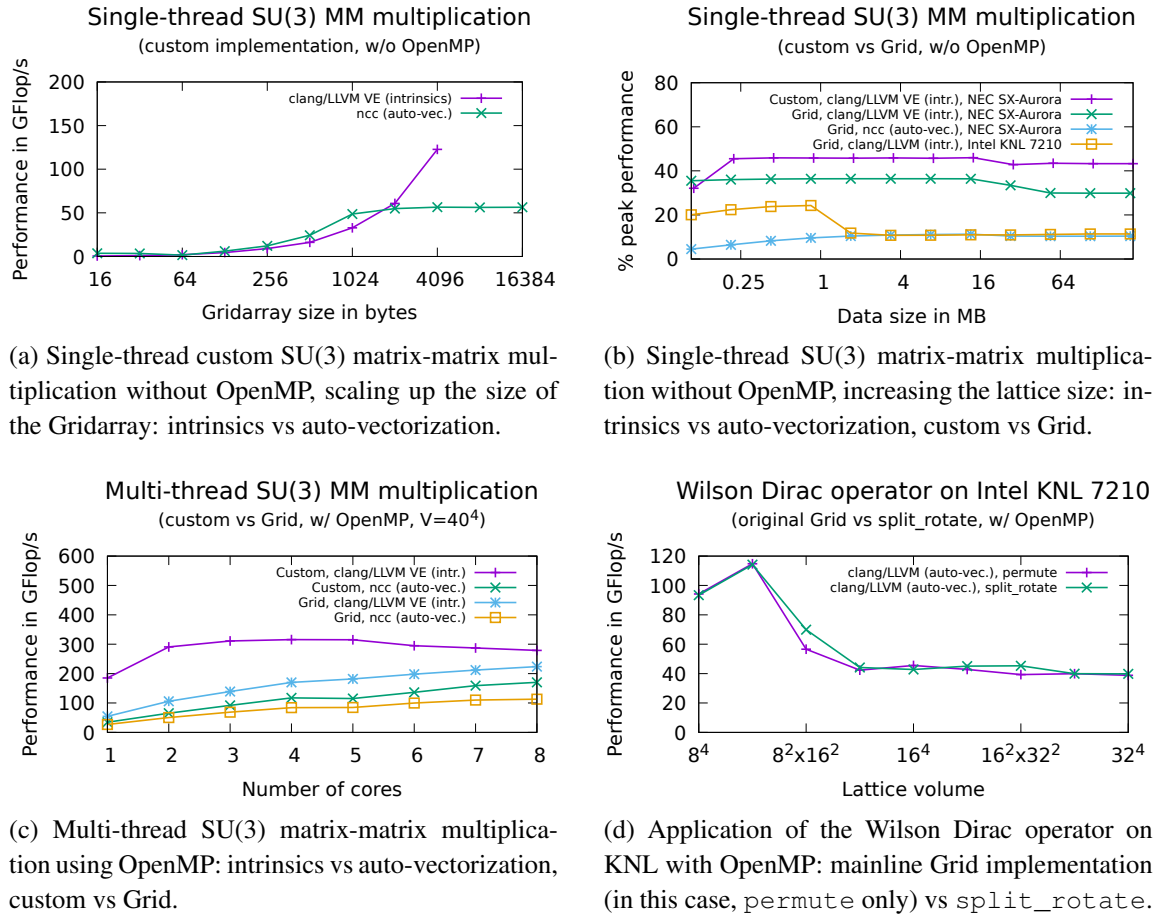 Single-thread SU(3) MM multiplication
(custom implementation, w/o OpenMP)
Performance in GFlop/s
200
150
100
50
0
clang/LLVM VE (intrinsics)
ncc (auto-vec.)
16 64 256 1024 4096 16384
Gridarray size in bytes
(a) Single-thread custom SU(3) matrix-matrix mul-
tiplication without OpenMP, scaling up the size of
the Gridarray: intrinsics vs auto-vectorization.
Single-thread SU(3) MM multiplication
(custom vs Grid, w/o OpenMP)
% peak performance
80
60
40
20
0
Custom, clang/LLVM VE (intr.), NEC SX-Aurora
Grid, clang/LLVM VE (intr.), NEC SX-Aurora
Grid, ncc (auto-vec.), NEC SX-Aurora
Grid, clang/LLVM (intr.), Intel KNL 7210
0.25 1 4 16 64
Data size in MB
(b) Single-thread SU(3) matrix-matrix multiplica-
tion without OpenMP, increasing the lattice size: in-
trinsics vs auto-vectorization, custom vs Grid.
Multi-thread SU(3) MM multiplication
(custom vs Grid, w/ OpenMP, V=40⁴)
Performance in GFlop/s
600
500
400
300
200
100
0
Custom, clang/LLVM VE (intr.)
Custom, ncc (auto-vec.)
Grid, clang/LLVM VE (intr.)
Grid, ncc (auto-vec.)
1 2 3 4 5 6 7 8
Number of cores
(c) Multi-thread SU(3) matrix-matrix multiplica-
tion using OpenMP: intrinsics vs auto-vectorization,
custom vs Grid.
Wilson Dirac operator on Intel KNL 7210
(original Grid vs split_rotate, w/ OpenMP)
Performance in GFlop/s
120
100
80
60
40
20
0
clang/LLVM (auto-vec.), permute
clang/LLVM (auto-vec.), split_rotate
8⁴ 8²x16² 16⁴ 16²x32² 32⁴
Lattice volume
(d) Application of the Wilson Dirac operator on
KNL with OpenMP: mainline Grid implementation
(in this case, permute only) vs split_rotate.